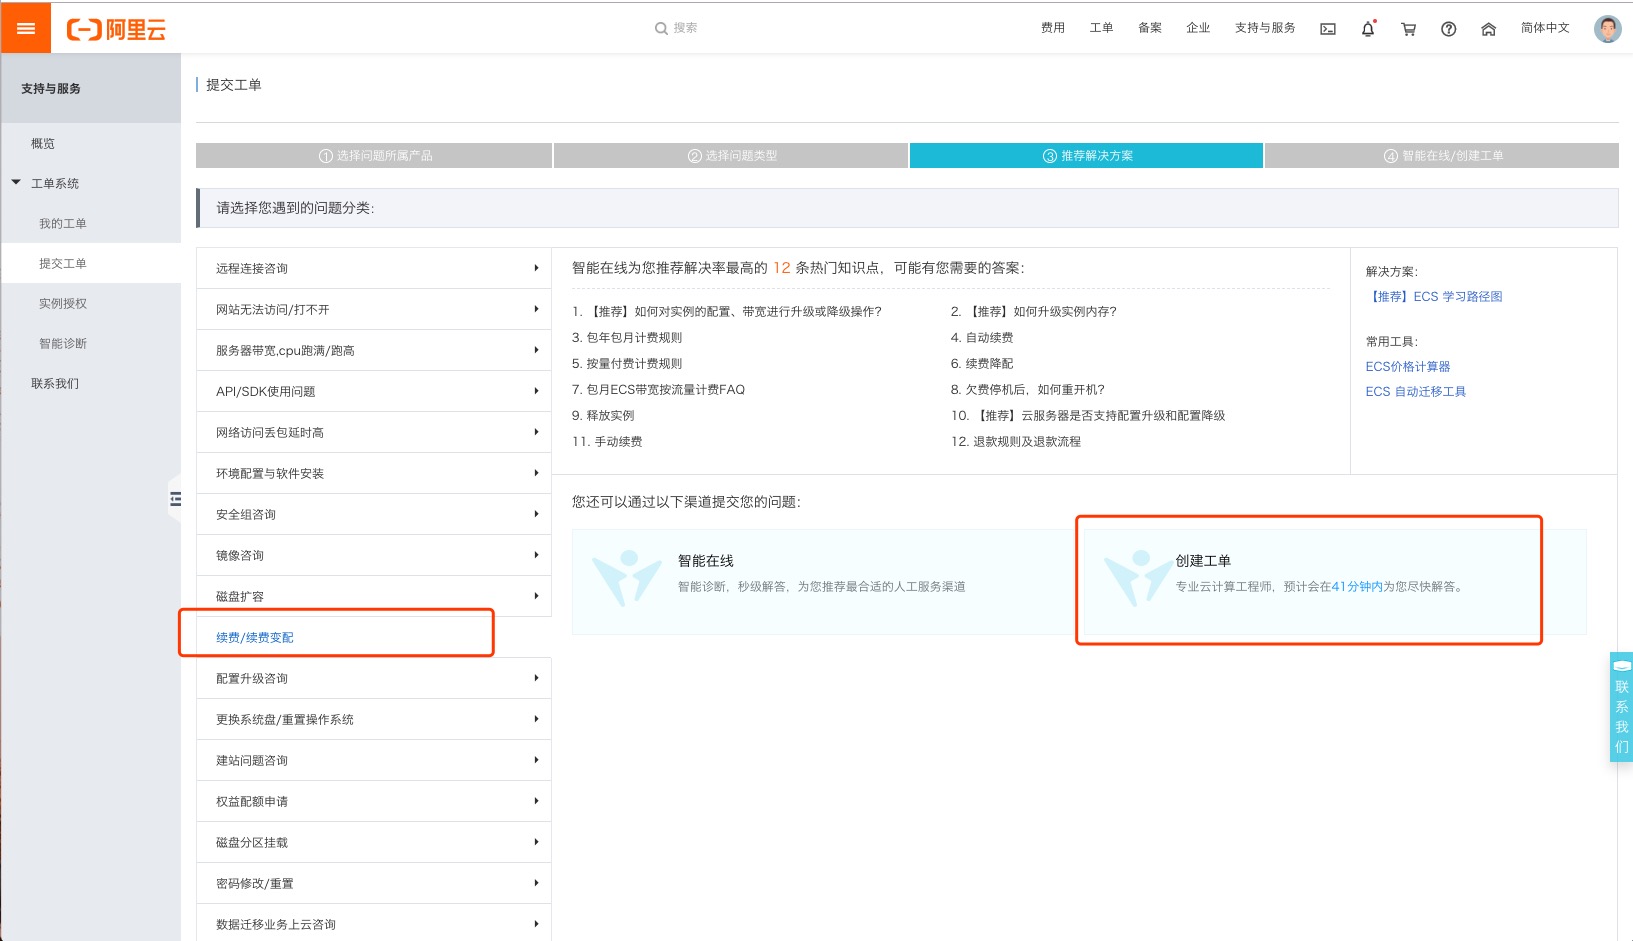 阿里云
搜索
费用
工单
备案
企业
支持与服务
简体中文
支持与服务
概览
工单系统
我的工单
提交工单
实例授权
智能诊断
联系我们
提交工单
① 选择问题所属产品
② 选择问题类型
③ 推荐解决方案
④ 智能在线/创建工单
请选择您遇到的问题分类:
远程连接咨询
网站无法访问/打不开
服务器带宽,cpu跑满/跑高
API/SDK使用问题
网络访问丢包延时高
环境配置与软件安装
安全组咨询
镜像咨询
磁盘扩容
续费/续费变配
配置升级咨询
更换系统盘/重置操作系统
建站问题咨询
权益配额申请
磁盘分区挂载
密码修改/重置
数据迁移业务上云咨询
智能在线为您推荐解决率最高的 12 条热门知识点，可能有您需要的答案:
1. 【推荐】如何对实例的配置、带宽进行升级或降级操作?
2. 【推荐】如何升级实例内存?
3. 包年包月计费规则
4. 自动续费
5. 按量付费计费规则
6. 续费降配
7. 包月ECS带宽按流量计费FAQ
8. 欠费停机后，如何重开机?
9. 释放实例
10. 【推荐】云服务器是否支持配置升级和配置降级
11. 手动续费
12. 退款规则及退款流程
解决方案:
【推荐】ECS 学习路径图
常用工具:
ECS价格计算器
ECS 自动迁移工具
您还可以通过以下渠道提交您的问题:
智能在线
智能诊断，秒级解答，为您推荐最合适的人工服务渠道
创建工单
专业云计算工程师，预计会在41分钟内为您尽快解答。
联系我们